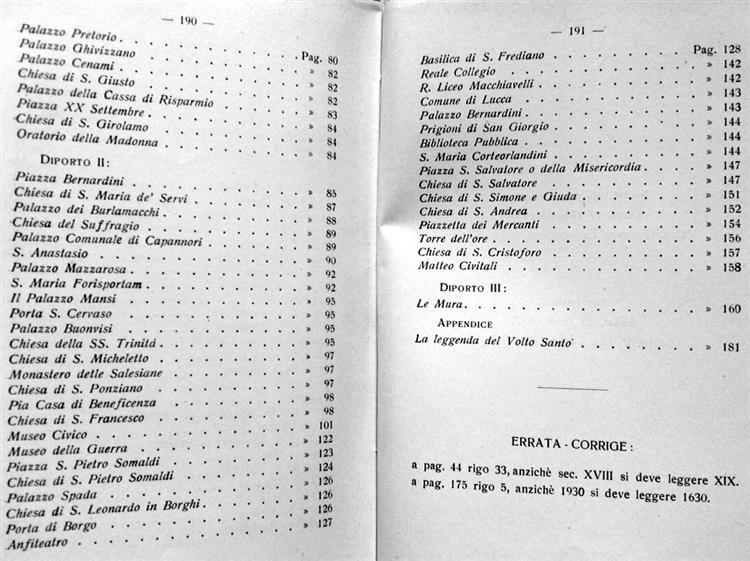 — 190 —
Palazzo Pretorio . . . . . . . . . Pag. 80
Palazzo Ghivizzano . . . . . . . . » 82
Palazzo Cenami . . . . . . . . . » 82
Chiesa di S. Giusto . . . . . . . . » 82
Palazzo della Cassa di Risparmio . . . . . » 83
Piazza XX Settembre . . . . . . . . » 84
Chiesa di S. Girolamo . . . . . . . . » 84
Oratorio della Madonna . . . . . . . » 84
DIPORTO II:
Piazza Bernardini . . . . . . . . . » 85
Chiesa di S. Maria de' Servi . . . . . . » 87
Palazzo dei Burlamacchi . . . . . . . » 88
Chiesa del Suffragio . . . . . . . . » 89
Palazzo Comunale di Capannori . . . . . . » 89
S. Anastasio . . . . . . . . . . » 90
Palazzo Mazzarosa . . . . . . . . . » 92
S. Maria Forisportam . . . . . . . . » 92
Il Palazzo Mansi . . . . . . . . . » 95
Porta S. Cervaso . . . . . . . . . » 95
Palazzo Buonvisi . . . . . . . . . » 95
Chiesa della SS. Trinità . . . . . . . » 95
Chiesa di S. Micheletto . . . . . . . » 97
Monastero delle Salesiane . . . . . . . » 97
Chiesa di S. Ponziano . . . . . . . . » 97
Pia Casa di Beneficenza . . . . . . . » 98
Chiesa di S. Francesco . . . . . . . . » 98
Museo Civico . . . . . . . . . . » 101
Museo della Guerra . . . . . . . . . » 122
Piazza S. Pietro Somaldi . . . . . . . » 123
Chiesa di S. Pietro Somaldi . . . . . . » 124
Palazzo Spada . . . . . . . . . . » 126
Chiesa di S. Leonardo in Borghi . . . . . . » 126
Porta di Borgo . . . . . . . . . . » 126
Anfiteatro . . . . . . . . . . . » 127
— 191 —
Basilica di S. Frediano . . . . . . . Pag. 128
Reale Collegio . . . . . . . . . » 142
R. Liceo Macchiavelli . . . . . . . » 142
Comune di Lucca . . . . . . . . » 143
Palazzo Bernardini . . . . . . . . » 143
Prigioni di San Giorgio . . . . . . . » 144
Biblioteca Pubblica . . . . . . . . » 144
S. Maria Corteorlandini . . . . . . . » 144
Piazza S. Salvatore o della Misericordia . . . » 147
Chiesa di S. Salvatore . . . . . . . » 147
Chiesa di S. Simone e Giuda . . . . . . » 151
Chiesa di S. Andrea . . . . . . . . » 152
Piazzetta dei Mercanti . . . . . . . » 154
Torre dell'ore . . . . . . . . . » 156
Chiesa di S. Cristoforo . . . . . . . » 157
Matteo Civitali . . . . . . . . . » 158
DIPORTO III:
Le Mura . . . . . . . . . . . » 160
APPENDICE
La leggenda del Volto Santo . . . . . . » 181
ERRATA - CORRIGE:
a pag. 44 rigo 33, anzichè sec. XVIII si deve leggere XIX.
a pag. 175 rigo 5, anzichè 1930 si deve leggere 1630.